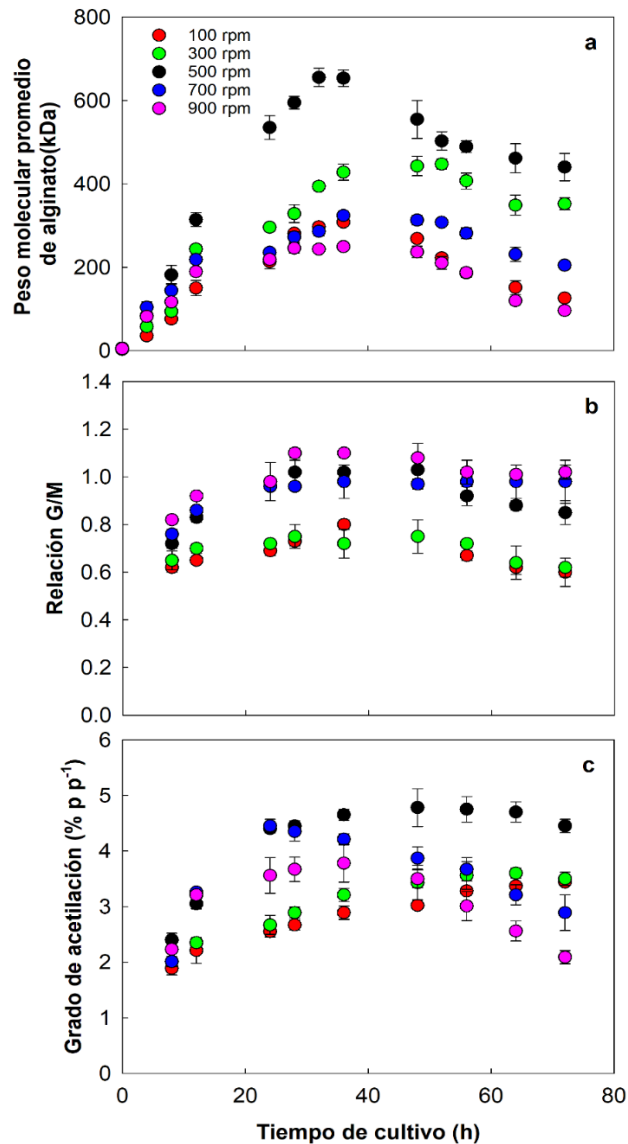 a
100 rpm
300 rpm
500 rpm
700 rpm
900 rpm
800
600
400
200
0
Peso molecular promedio
de alginato(kDa)
b
1.4
1.2
1.0
0.8
0.6
0.4
0.2
0.0
Relación G/M
c
6
5
4
3
2
1
0
Grado de acetilación (% p p-1)
0
20
40
60
80
Tiempo de cultivo (h)